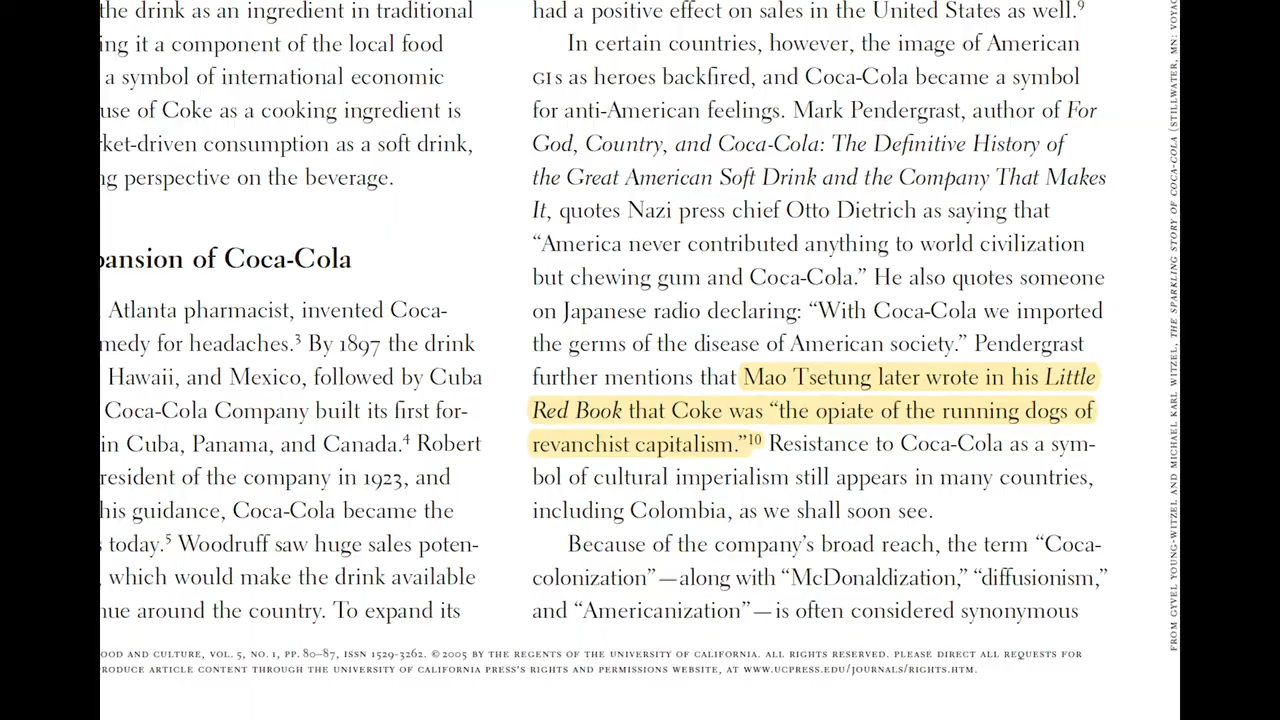 the drink as an ingredient in traditional
ing it a component of the local food
a symbol of international economic
use of Coke as a cooking ingredient is
ket-driven consumption as a soft drink,
ng perspective on the beverage.
pansion of Coca-Cola
Atlanta pharmacist, invented Coca-
medy for headaches.3 By 1897 the drink
Hawaii, and Mexico, followed by Cuba
Coca-Cola Company built its first for-
in Cuba, Panama, and Canada.4 Robert
resident of the company in 1923, and
his guidance, Coca-Cola became the
s today.5 Woodruff saw huge sales poten-
, which would make the drink available
nue around the country. To expand its
had a positive effect on sales in the United States as well.9
In certain countries, however, the image of American
GIs as heroes backfired, and Coca-Cola became a symbol
for anti-American feelings. Mark Pendergrast, author of For
God, Country, and Coca-Cola: The Definitive History of
the Great American Soft Drink and the Company That Makes
It, quotes Nazi press chief Otto Dietrich as saying that
“America never contributed anything to world civilization
but chewing gum and Coca-Cola.” He also quotes someone
on Japanese radio declaring: “With Coca-Cola we imported
the germs of the disease of American society.” Pendergrast
further mentions that Mao Tsetung later wrote in his Little
Red Book that Coke was “the opiate of the running dogs of
revanchist capitalism.”10 Resistance to Coca-Cola as a sym-
bol of cultural imperialism still appears in many countries,
including Colombia, as we shall soon see.
Because of the company’s broad reach, the term “Coca-
colonization”—along with “McDonaldization,” “diffusionism,”
and “Americanization”—is often considered synonymous
OOD AND CULTURE, VOL. 5, NO. 1, PP. 80–87, ISSN 1529-3262. ©2005 BY THE REGENTS OF THE UNIVERSITY OF CALIFORNIA. ALL RIGHTS RESERVED. PLEASE DIRECT ALL REQUESTS FOR
RODUCE ARTICLE CONTENT THROUGH THE UNIVERSITY OF CALIFORNIA PRESS’S RIGHTS AND PERMISSIONS WEBSITE, AT WWW.UCPRESS.EDU/JOURNALS/RIGHTS.HTM.
FROM GYVEL YOUNG-WITZEL AND MICHAEL KARL WITZEL, THE SPARKLING STORY OF COCA-COLA (STILLWATER, MN: VOYAG